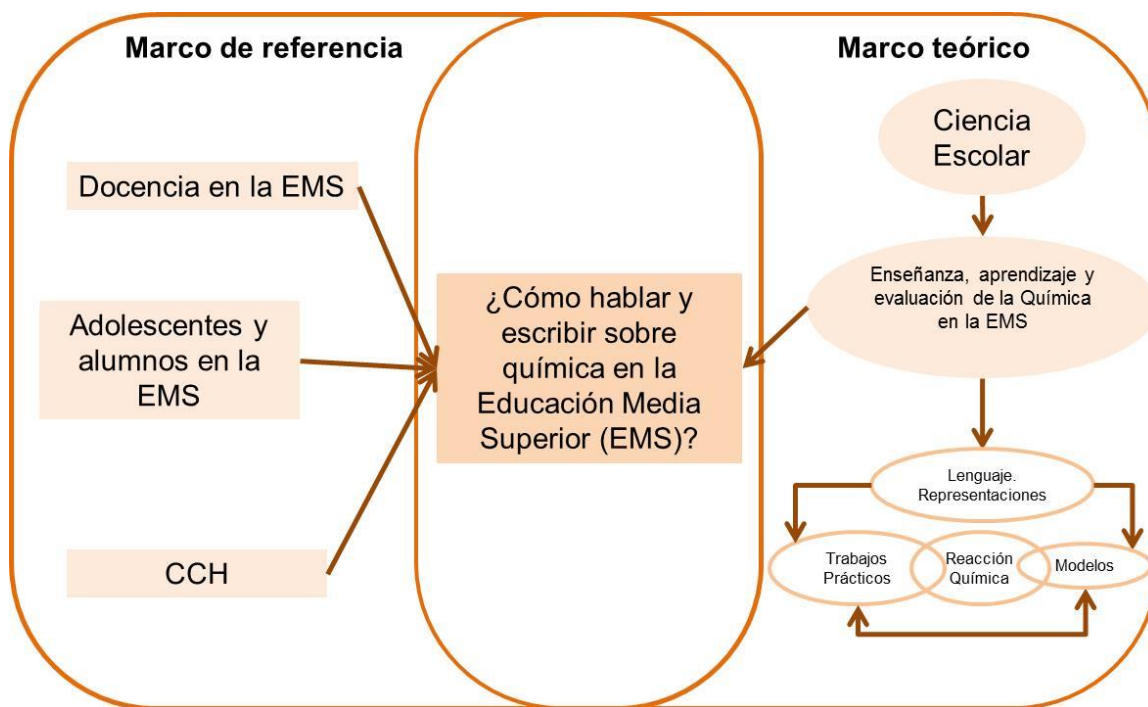 Marco de referencia
Docencia en la EMS
Adolescentes y
alumnos en la
EMS
CCH
¿Cómo hablar y
escribir sobre
química en la
Educación Media
Superior (EMS)?
Marco teórico
Ciencia
Escolar
Enseñanza, aprendizaje y
evaluación de la Química
en la EMS
Lenguaje.
Representaciones
Trabajos
Prácticos
Reacción
Química
Modelos